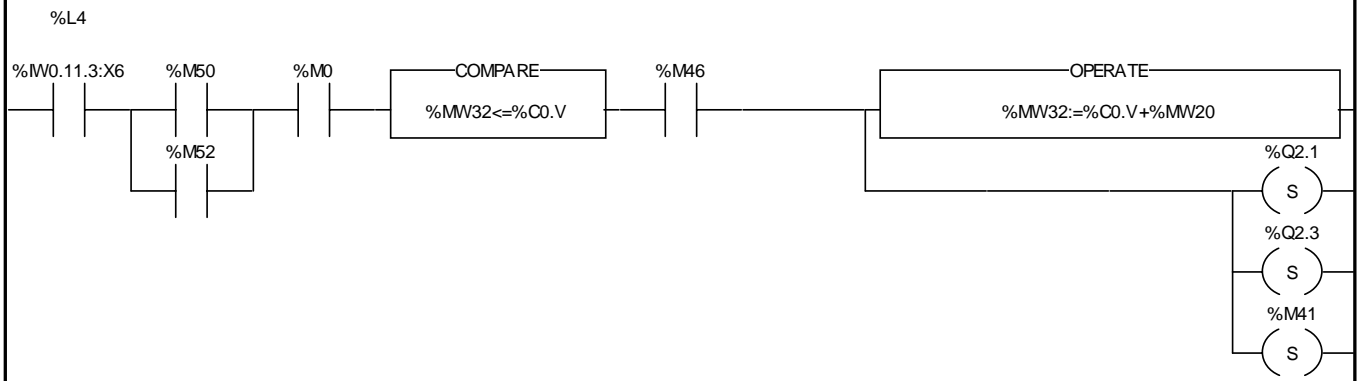 %L4
%IW0.11.3:X6 %M50 %M0 COMPARE %M46 OPERATE
%MW32<=%C0.V %MW32:=%C0.V+%MW20
%M52 %Q2.1
S
%Q2.3
S
%M41
S